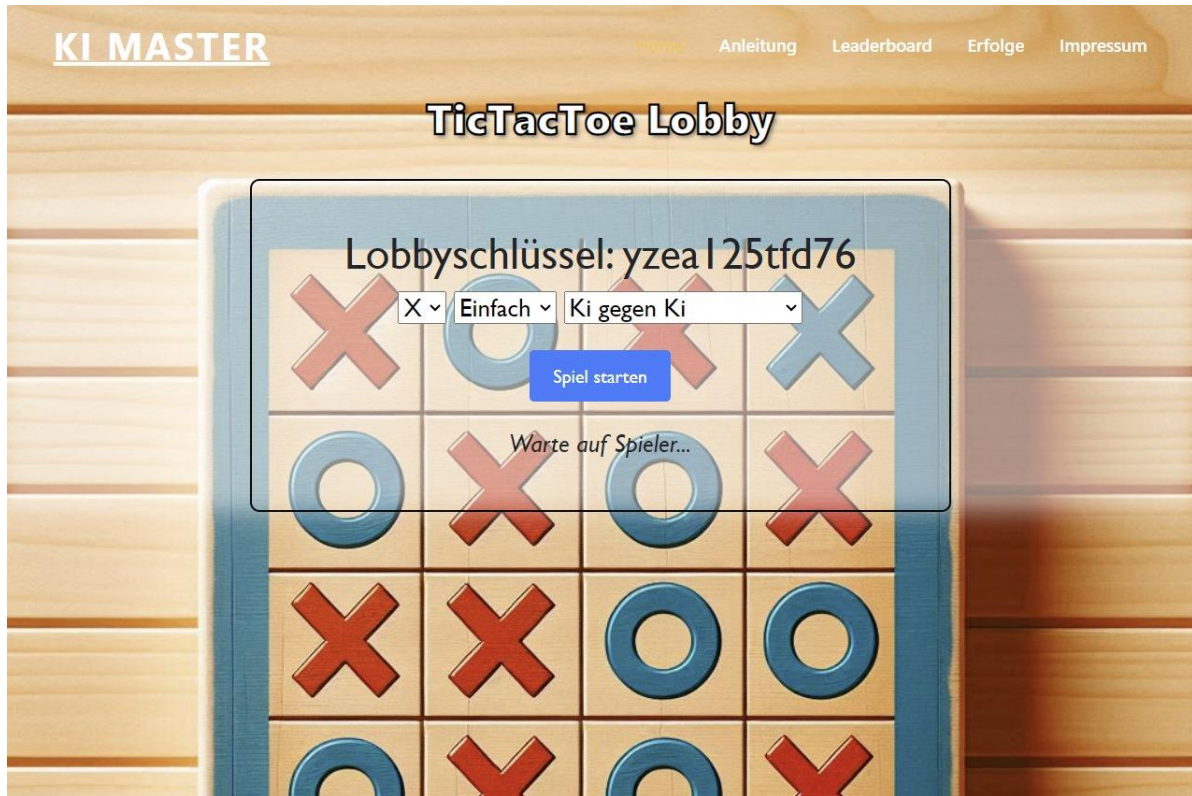 KI MASTER
Home Anleitung Leaderboard Erfolge Impressum
TicTacToe Lobby
Lobbyschlüssel: yzea125tfd76
X Einfach Ki gegen Ki
Spiel starten
Warte auf Spieler...